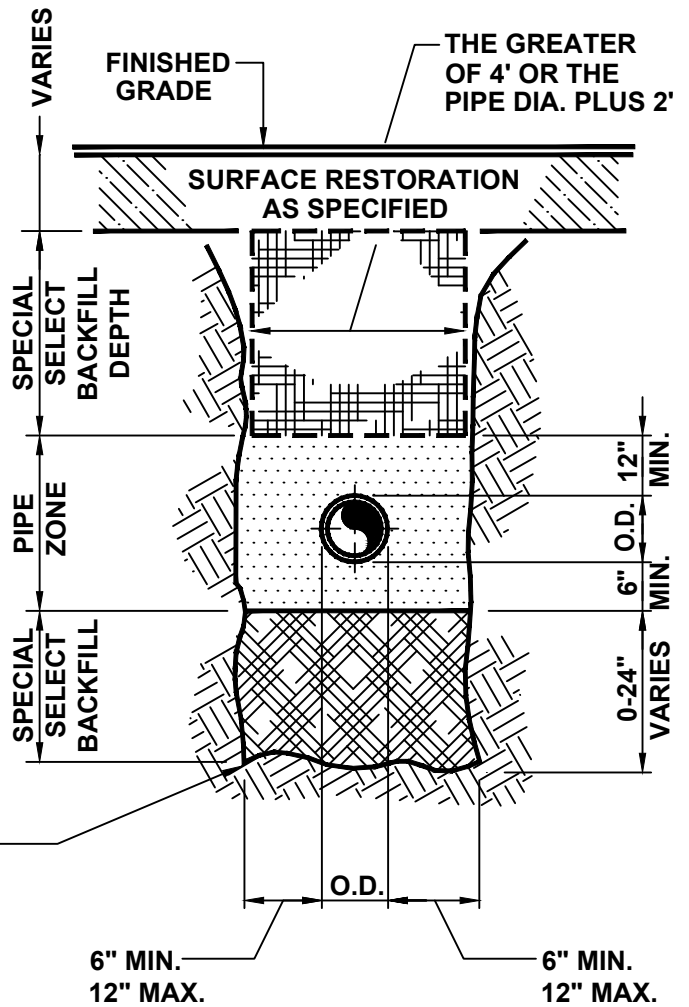 VARIES
FINISHED
GRADE
THE GREATER
OF 4' OR THE
PIPE DIA. PLUS 2'
SURFACE RESTORATION
AS SPECIFIED
SPECIAL
SELECT
BACKFILL
DEPTH
12"
MIN.
PIPE
ZONE
O.D.
6"
MIN.
SPECIAL
SELECT
BACKFILL
0-24"
VARIES
O.D.
6" MIN.
12" MAX.
6" MIN.
12" MAX.